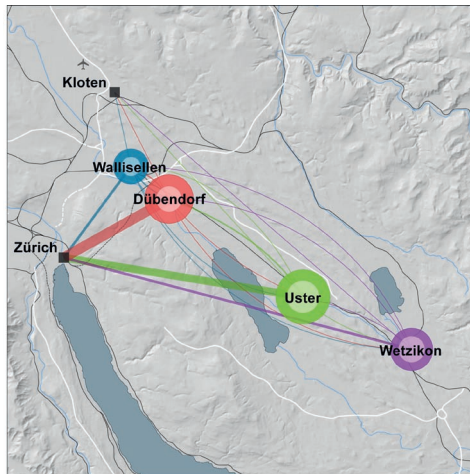 Kloten
Wallisellen
Dübendorf
Zürich
Uster
Wetzikon